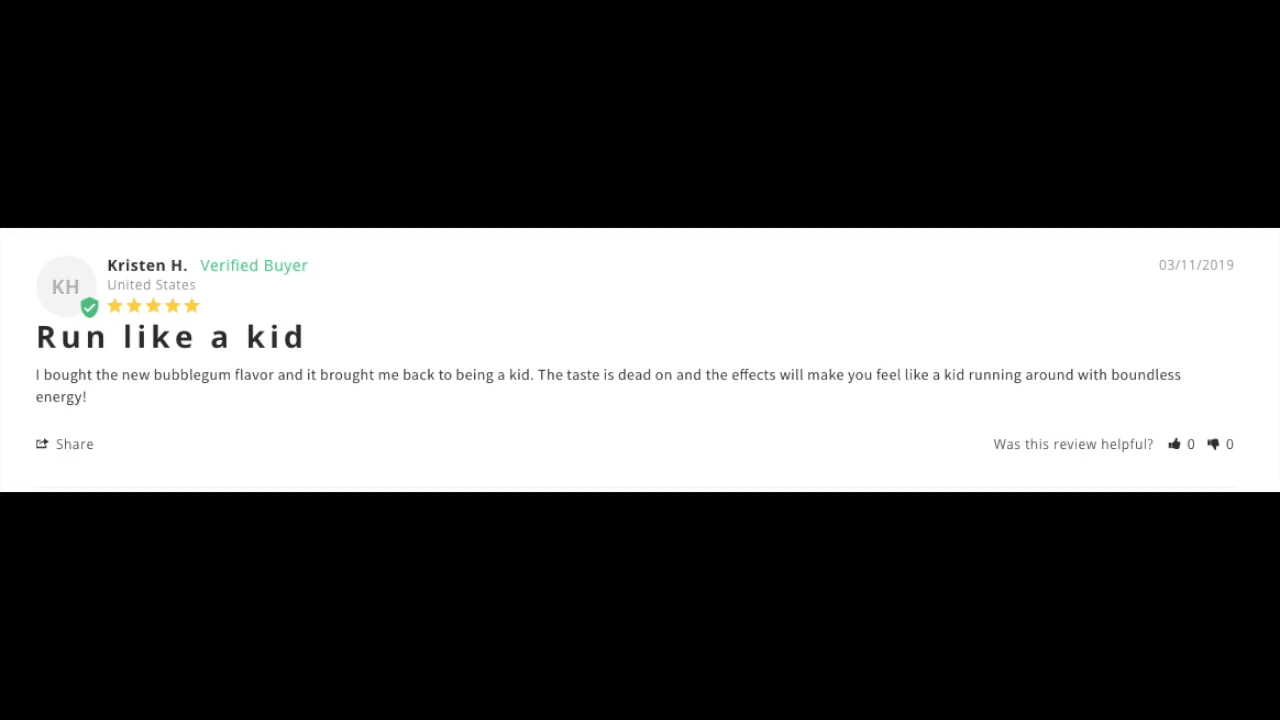 KH
Kristen H. Verified Buyer 03/11/2019
United States
Run like a kid
I bought the new bubblegum flavor and it brought me back to being a kid. The taste is dead on and the effects will make you feel like a kid running around with boundless
energy!
Share Was this review helpful? 0 0